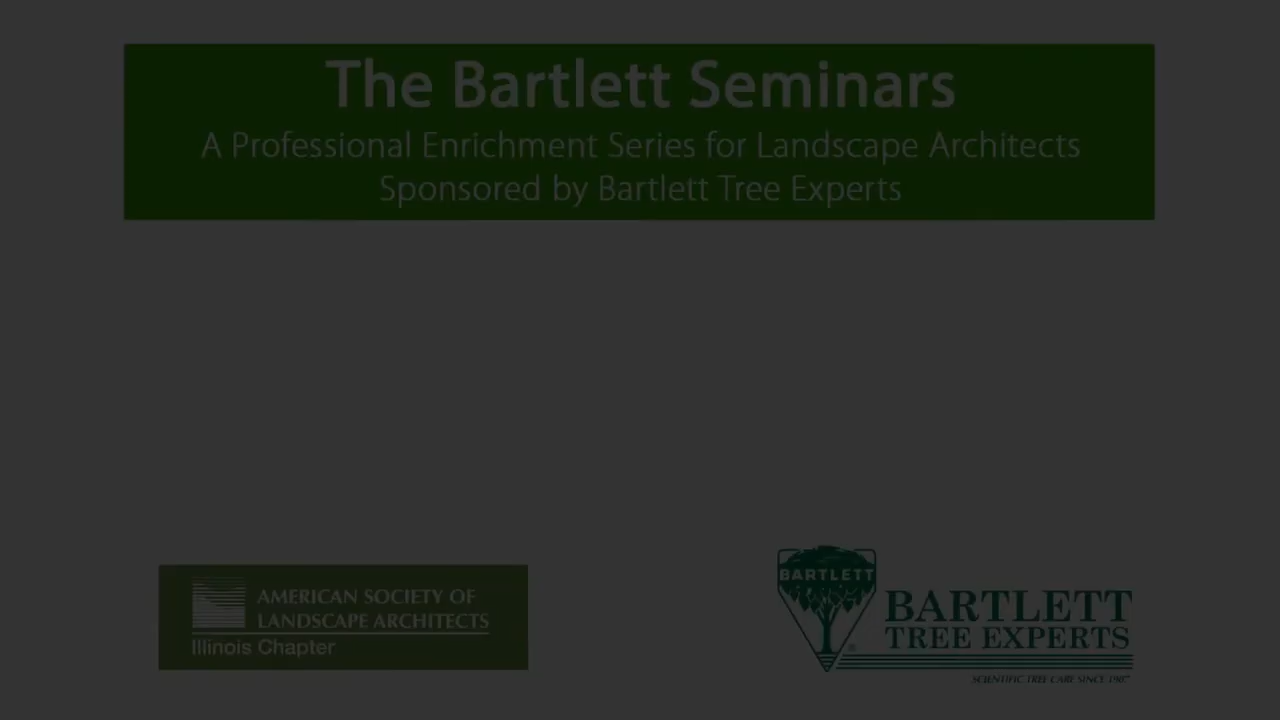 The Bartlett Seminars
A Professional Enrichment Series for Landscape Architects
Sponsored by Bartlett Tree Experts
AMERICAN SOCIETY OF
LANDSCAPE ARCHITECTS
Illinois Chapter
BARTLETT
BARTLETT
TREE EXPERTS
®
SCIENTIFIC TREE CARE SINCE 1907